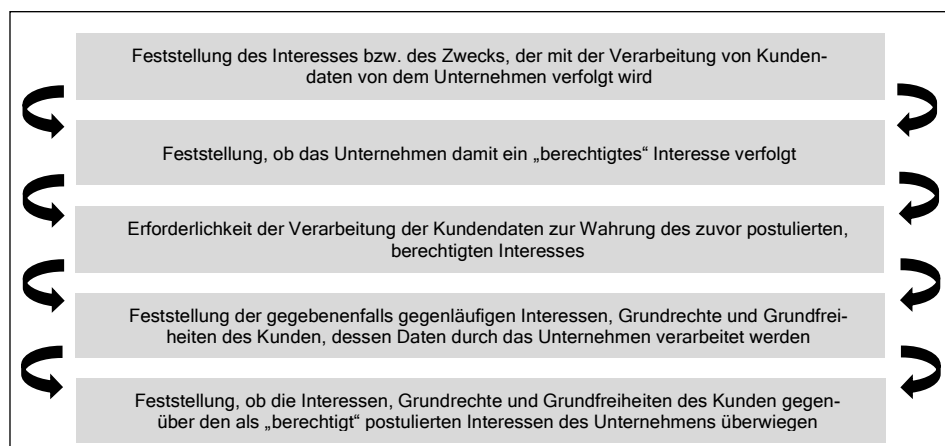 Feststellung des Interesses bzw. des Zwecks, der mit der Verarbeitung von Kunden-
daten von dem Unternehmen verfolgt wird
Feststellung, ob das Unternehmen damit ein „berechtigtes“ Interesse verfolgt
Erforderlichkeit der Verarbeitung der Kundendaten zur Wahrung des zuvor postulierten,
berechtigten Interesses
Feststellung der gegebenenfalls gegenläufigen Interessen, Grundrechte und Grundfrei-
heiten des Kunden, dessen Daten durch das Unternehmen verarbeitet werden
Feststellung, ob die Interessen, Grundrechte und Grundfreiheiten des Kunden gegen-
über den als „berechtigt“ postulierten Interessen des Unternehmens überwiegen